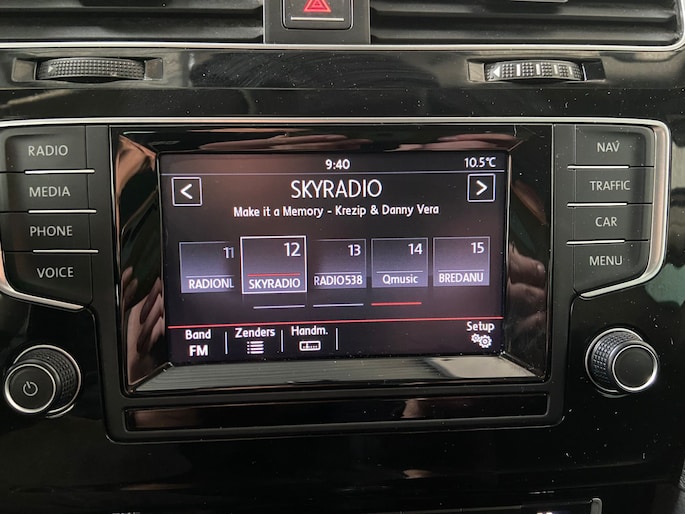 9:40
10.5°C
RADIO
NAV
SKYRADIO
MEDIA
TRAFFIC
Make it a Memory - Krezip & Danny Vera
PHONE
CAR
11
12
13
14
15
VOICE
MENU
RADIONL
SKYRADIO
RADIO538
Qmusic
BREDANU
Band
Zenders
Handm.
Setup
FM